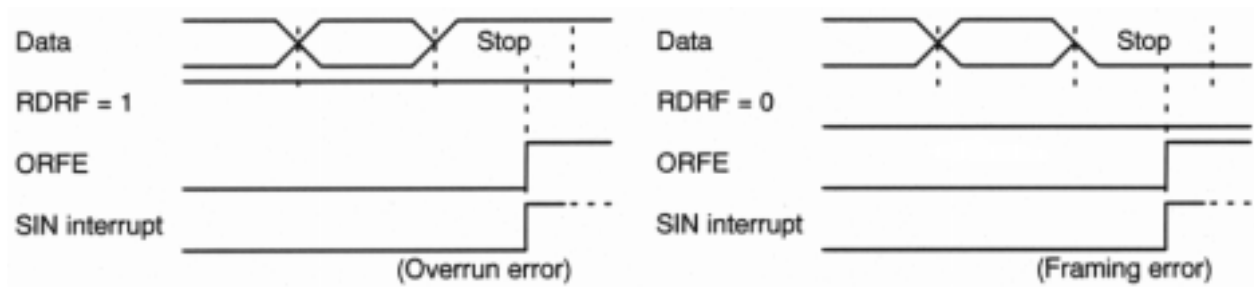 Data Stop
RDRF = 1
ORFE
SIN interrupt
(Overrun error)
Data Stop
RDRF = 0
ORFE
SIN interrupt
(Framing error)